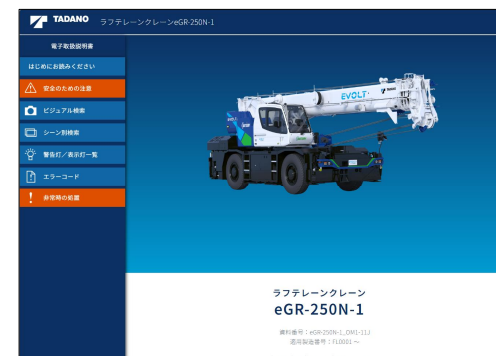 TADANO ラフテレーンクレーンeGR-250N-1
電子取扱説明書
はじめにお読みください
安全のための注意
ビジュアル検索
シーン別検索
警告灯/表示灯一覧
エラーコード
非常時の処置
EVOLT
TADANO
ラフテレーンクレーン
eGR-250N-1
資料番号:eGR-250N-1_OM1-11J
適用製造番号:FL0001~